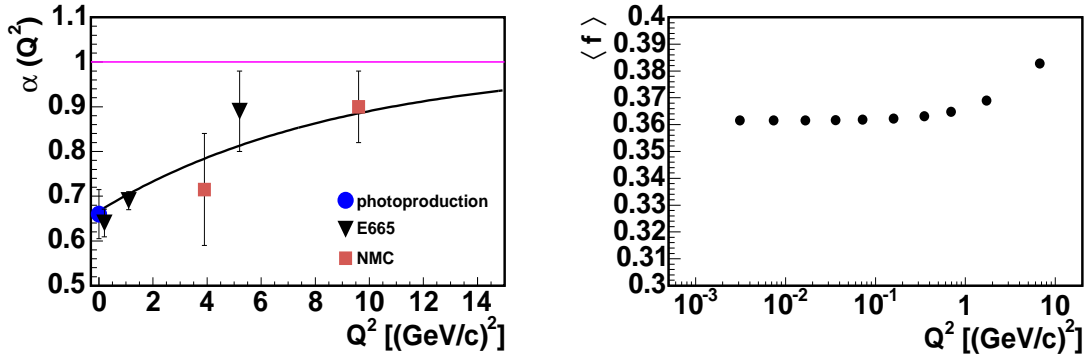 α (Q²)
1.1
1
0.9
0.8
0.7
0.6
0.5
photoproduction
E665
NMC
0 2 4 6 8 10 12 14
Q² [(GeV/c)²]
⟨ f ⟩
0.4
0.39
0.38
0.37
0.36
0.35
0.34
0.33
0.32
0.31
0.3
10⁻³ 10⁻² 10⁻¹ 1 10
Q² [(GeV/c)²]